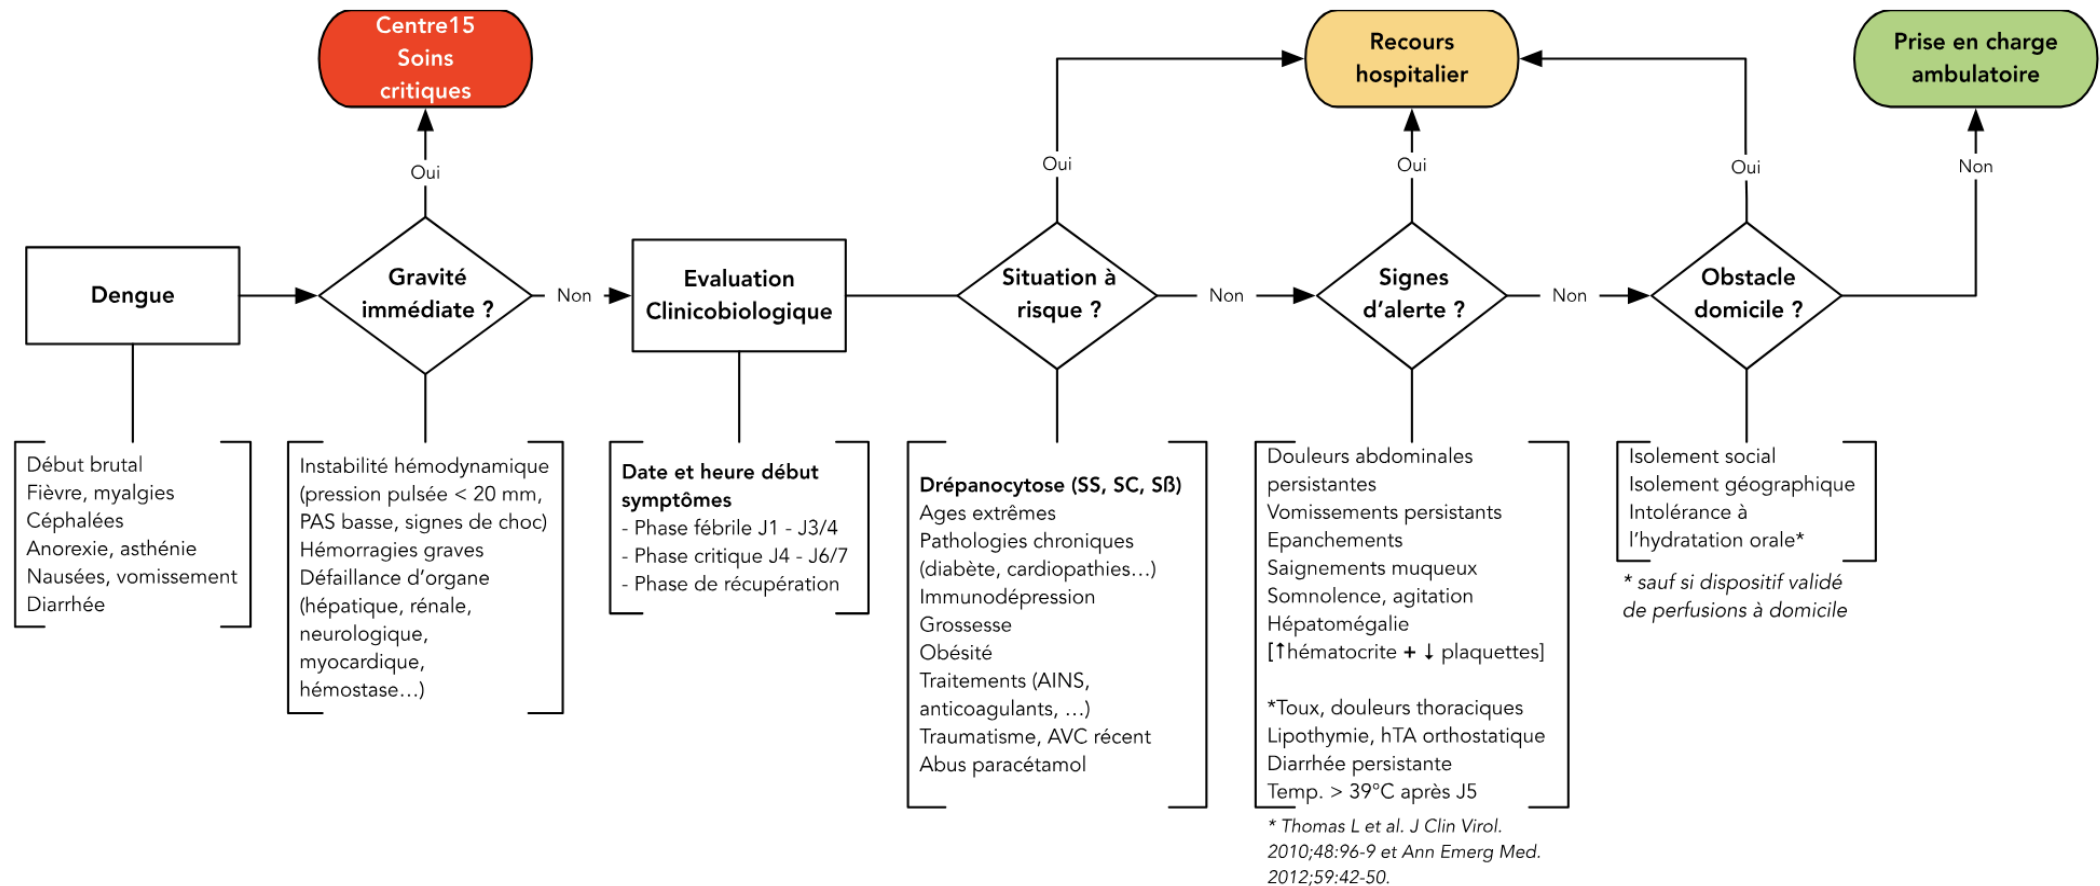 Centre15
Soins
critiques
Recours
hospitalier
Prise en charge
ambulatoire
Oui
Oui
Oui
Oui
Non
Dengue
Gravité
immédiate ?
Non
Evaluation
Clinicobiologique
Situation à
risque ?
Non
Signes
d'alerte ?
Non
Obstacle
domicile ?
Début brutal
Fièvre, myalgies
Céphalées
Anorexie, asthénie
Nausées, vomissement
Diarrhée
Instabilité hémodynamique
(pression pulsée < 20 mm,
PAS basse, signes de choc)
Hémorragies graves
Défaillance d'organe
(hépatique, rénale,
neurologique,
myocardique,
hémostase...)
Date et heure début
symptômes
- Phase fébrile J1 - J3/4
- Phase critique J4 - J6/7
- Phase de récupération
Drépanocytose (SS, SC, Sß)
Ages extrêmes
Pathologies chroniques
(diabète, cardiopathies...)
Immunodépression
Grossesse
Obésité
Traitements (AINS,
anticoagulants, ...)
Traumatisme, AVC récent
Abus paracétamol
Douleurs abdominales
persistantes
Vomissements persistants
Epanchements
Saignements muqueux
Somnolence, agitation
Hépatomégalie
[↑hématocrite + ↓ plaquettes]
*Toux, douleurs thoraciques
Lipothymie, hTA orthostatique
Diarrhée persistante
Temp. > 39°C après J5
* Thomas L et al. J Clin Virol.
2010;48:96-9 et Ann Emerg Med.
2012;59:42-50.
Isolement social
Isolement géographique
Intolérance à
l'hydratation orale*
* sauf si dispositif validé
de perfusions à domicile